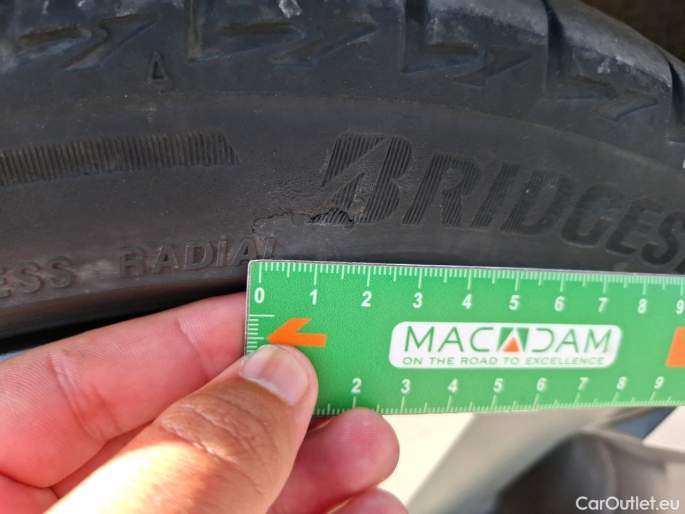 BRIDGES
ESS RADIAL
0 1 2 3 4 5 6 7 8 9
MACADAM
ON THE ROAD TO EXCELLENCE
2 3 4 5 6 7 8 9
CarOutlet.eu